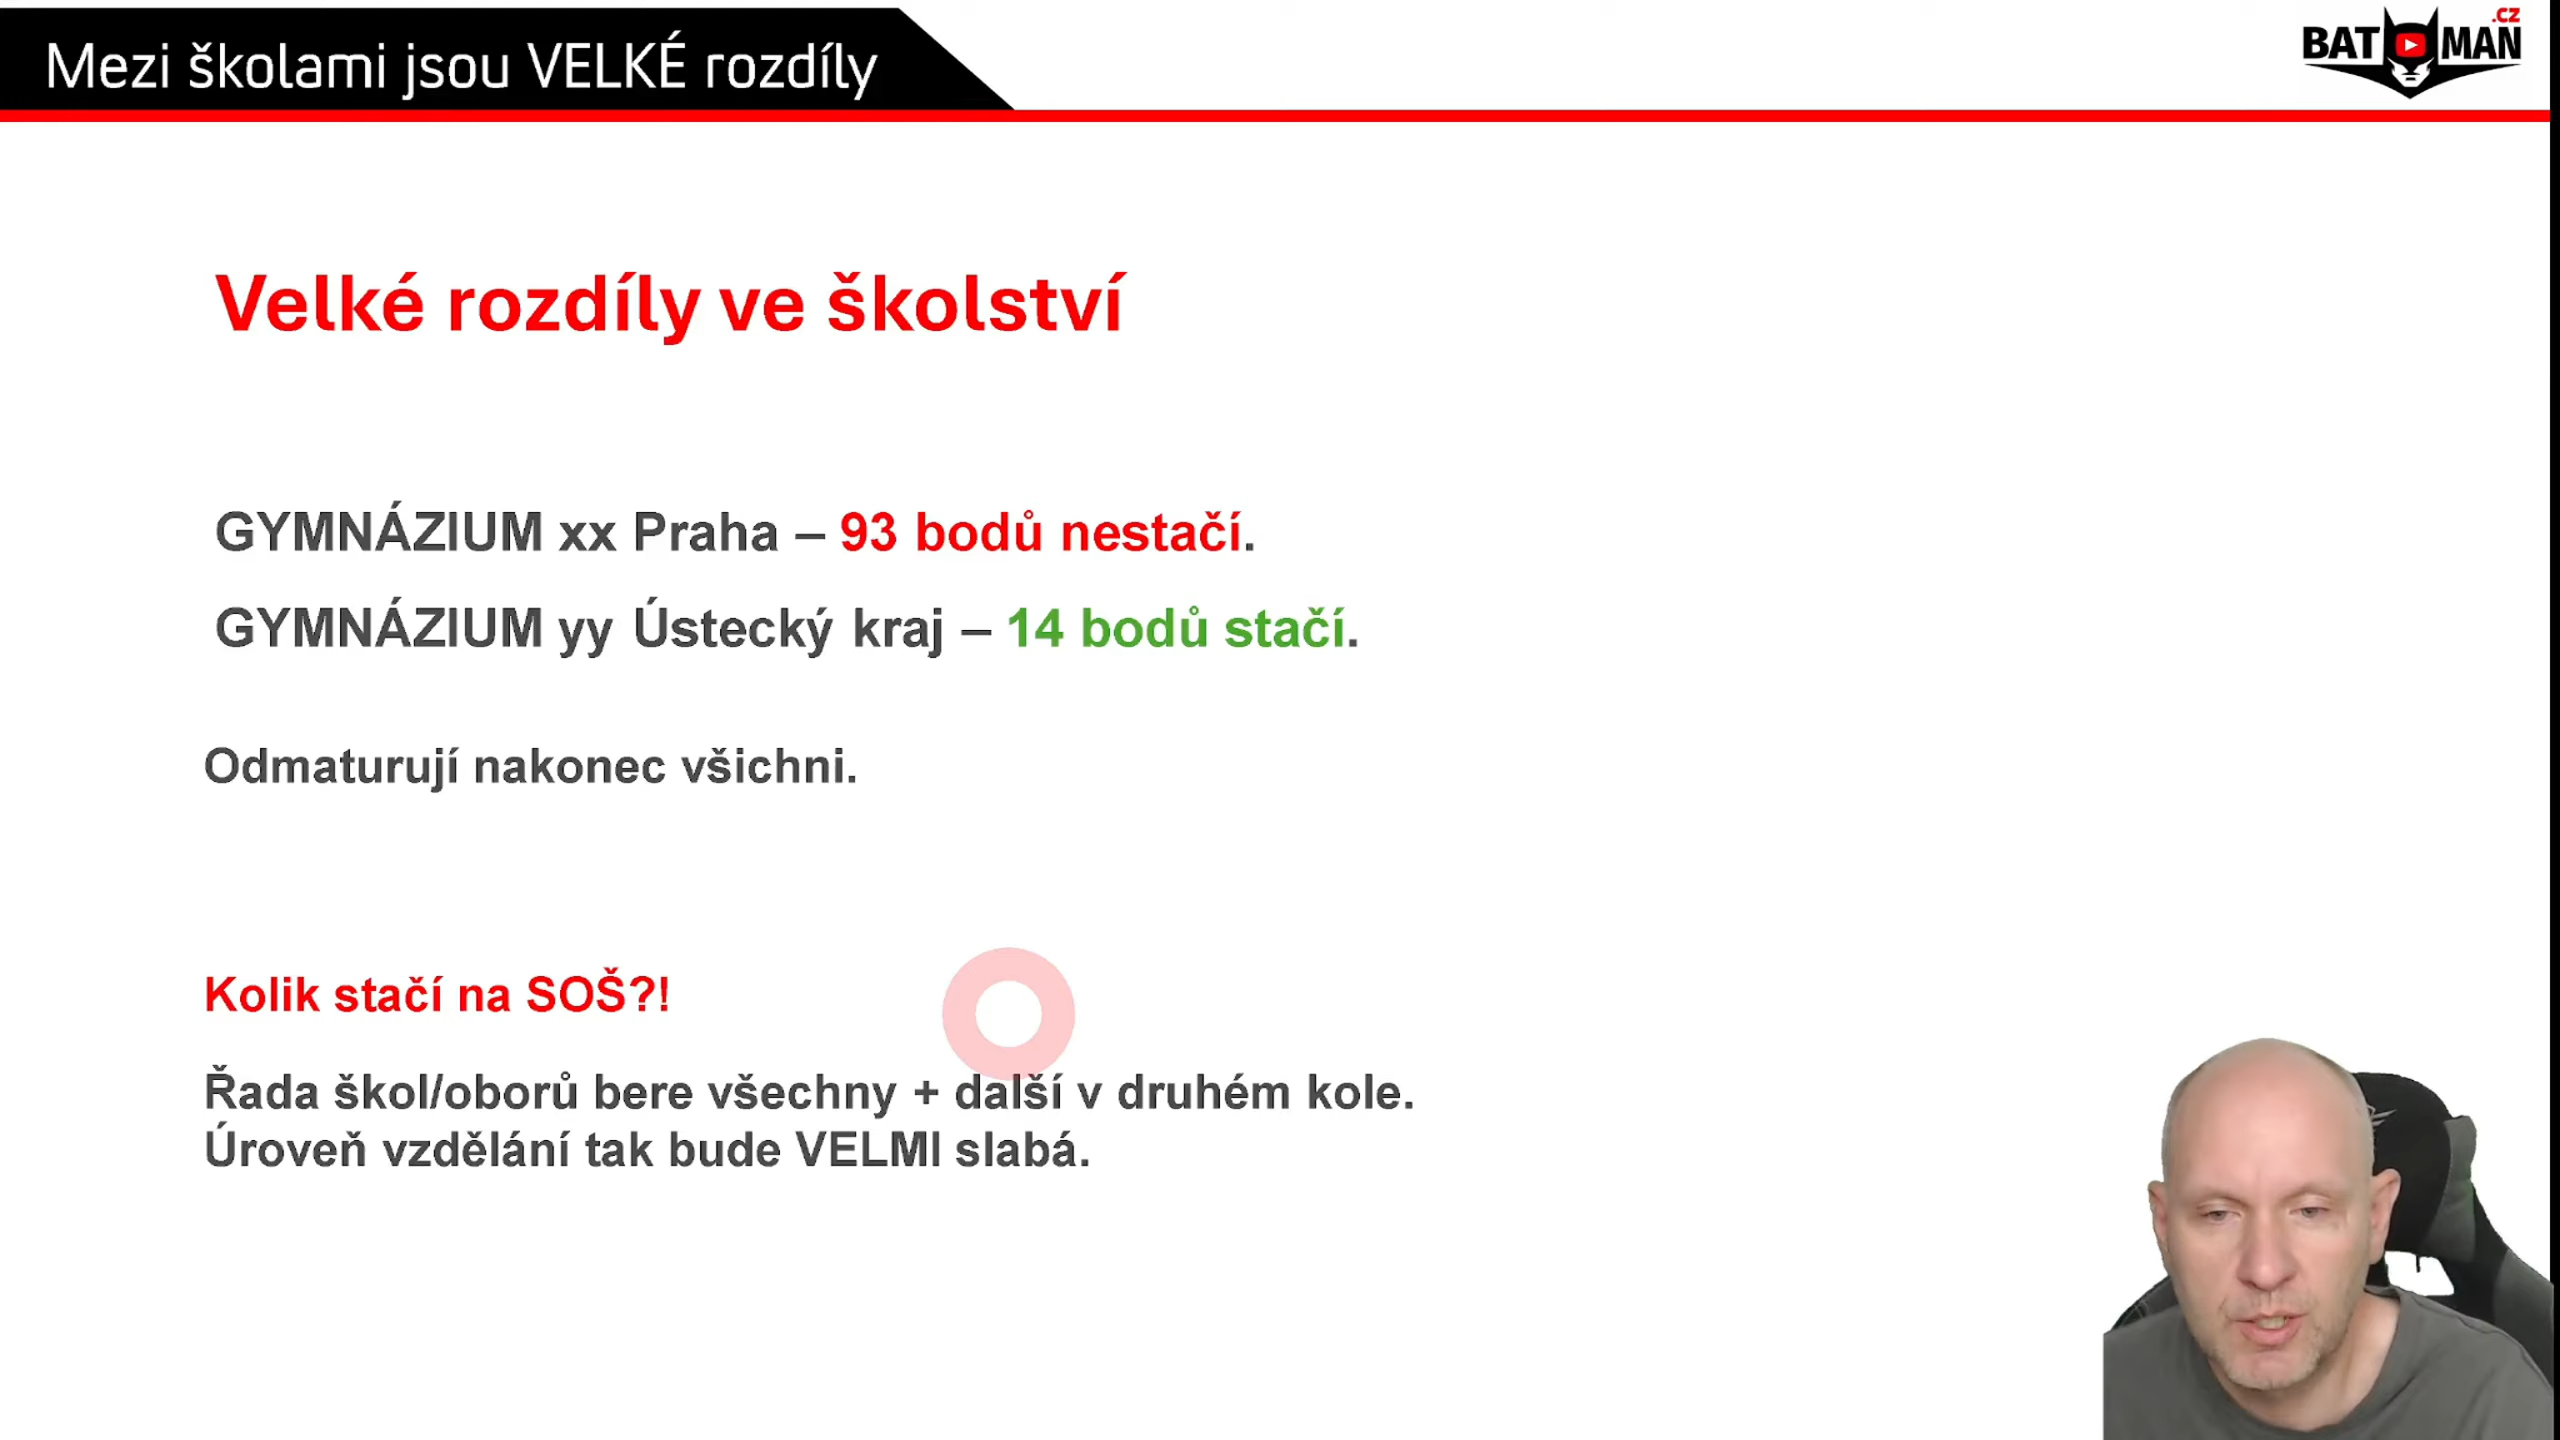 Mezi školami jsou VELKÉ rozdíly
BATMAN.CZ
Velké rozdíly ve školství
GYMNÁZIUM xx Praha – 93 bodů nestačí.
GYMNÁZIUM yy Ústecký kraj – 14 bodů stačí.
Odmaturují nakonec všichni.
Kolik stačí na SOŠ?!
Řada škol/oborů bere všechny + další v druhém kole.
Úroveň vzdělání tak bude VELMI slabá.